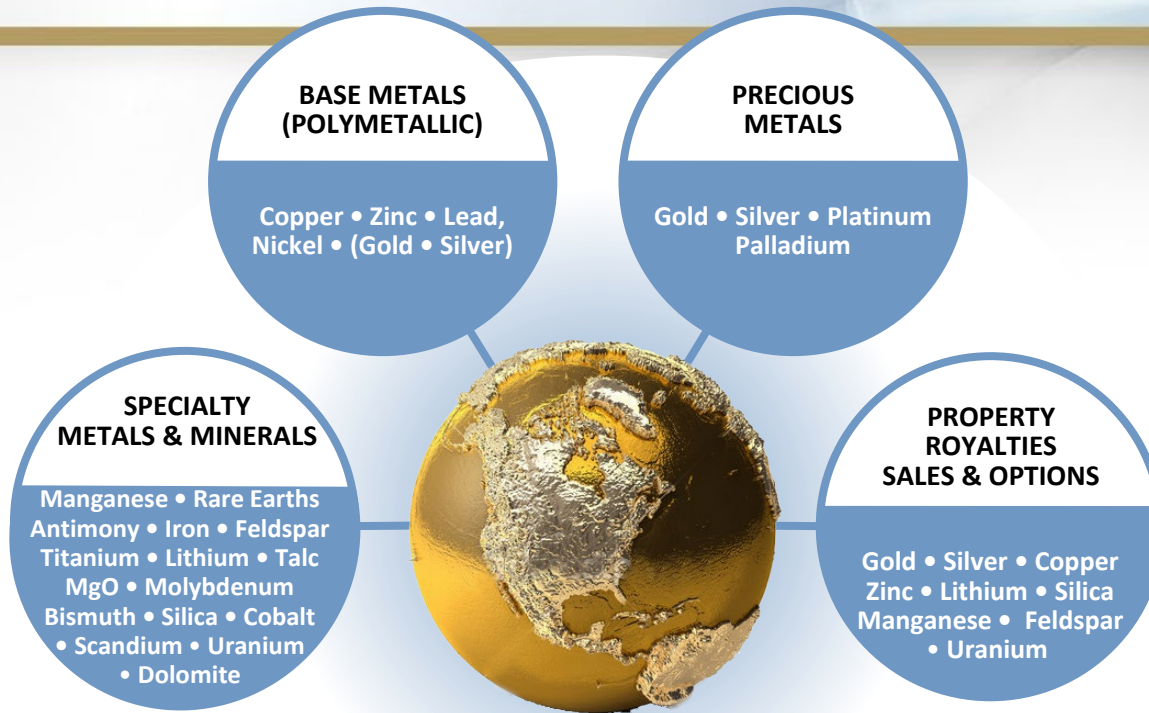 BASE METALS
(POLYMETALLIC)
Copper • Zinc • Lead,
Nickel • (Gold • Silver)
PRECIOUS
METALS
Gold • Silver • Platinum
Palladium
SPECIALTY
METALS & MINERALS
Manganese • Rare Earths
Antimony • Iron • Feldspar
Titanium • Lithium • Talc
MgO • Molybdenum
Bismuth • Silica • Cobalt
• Scandium • Uranium
• Dolomite
PROPERTY
ROYALTIES
SALES & OPTIONS
Gold • Silver • Copper
Zinc • Lithium • Silica
Manganese • Feldspar
• Uranium